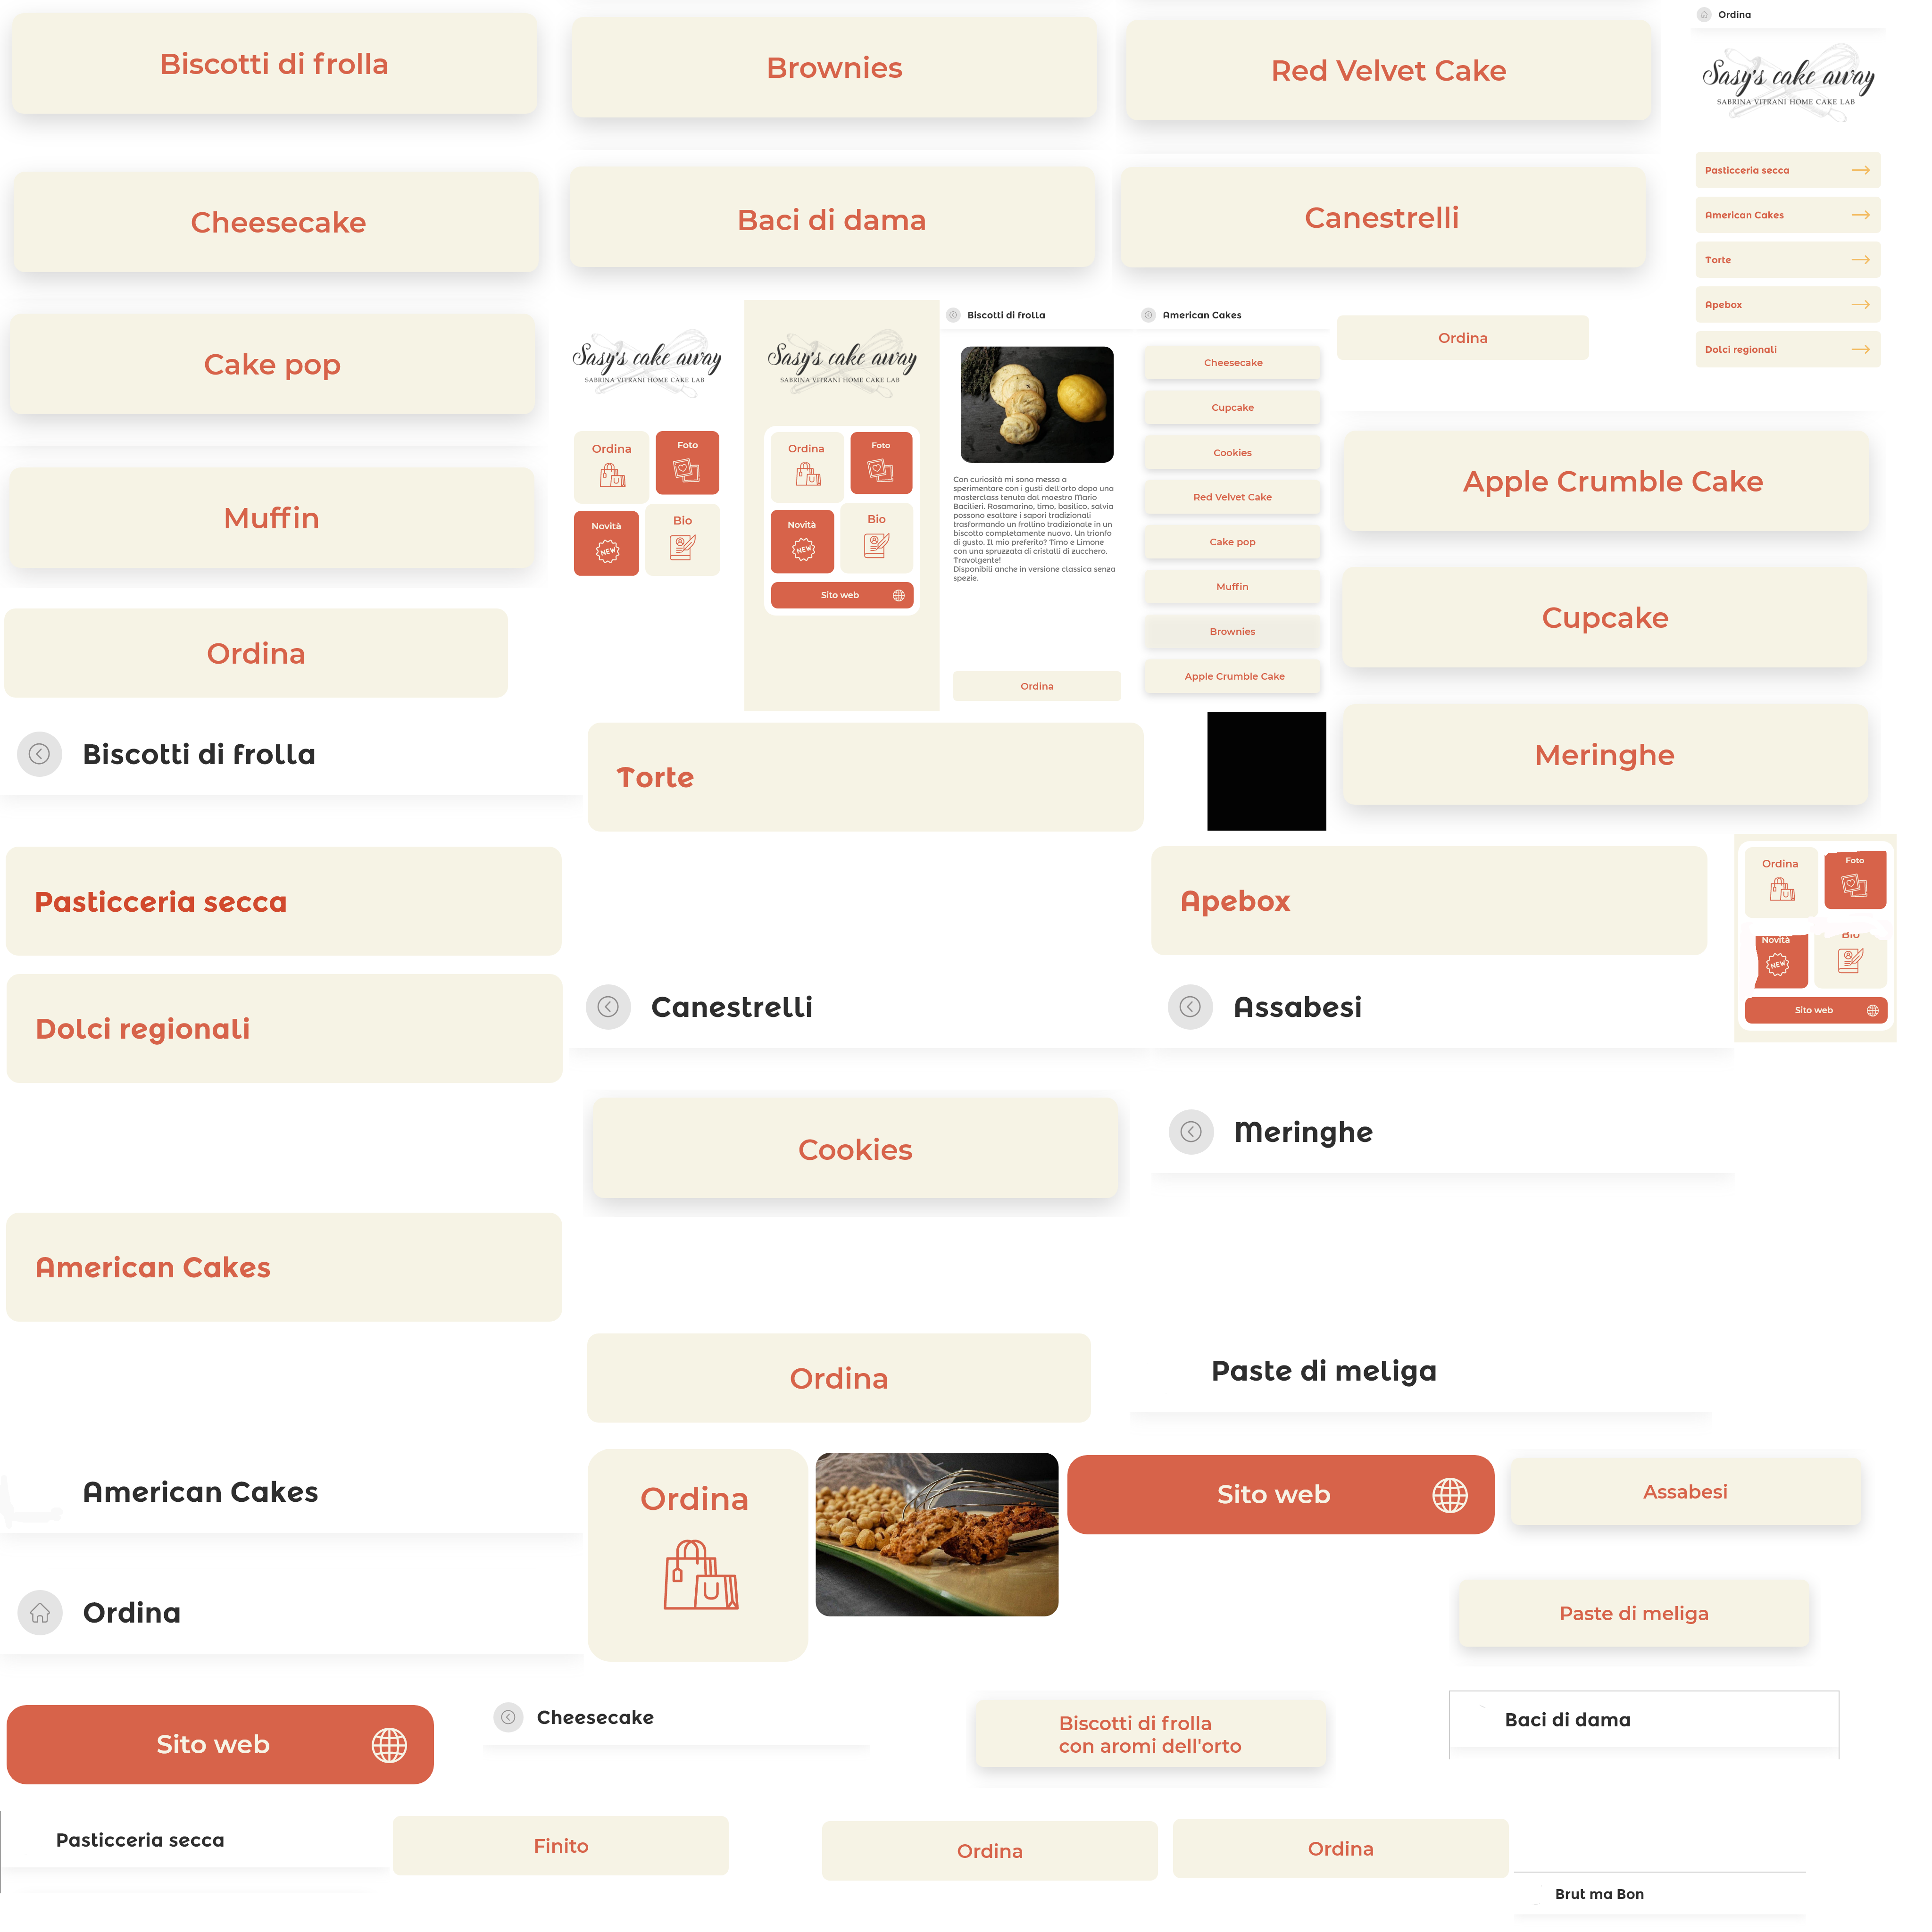 Biscotti di frolla
Brownies
Red Velvet Cake
Ordina
Sasy's cake away
SABRINA VITRANI HOME CAKE LAB
Pasticceria secca
American Cakes
Torte
Apebox
Dolci regionali
Cheesecake
Baci di dama
Canestrelli
Cake pop
Muffin
Ordina
Sasy's cake away
SABRINA VITRANI HOME CAKE LAB
Ordina
Foto
Novità
NEW
Bio
Sasy's cake away
SABRINA VITRANI HOME CAKE LAB
Ordina
Foto
Novità
NEW
Bio
Sito web
Biscotti di frolla
Con curiosità mi sono messa a
sperimentare con i gusti dell'orto dopo una
masterclass tenuta dal maestro Mario
Bacilieri. Rosamarino, timo, basilico, salvia
possono esaltare i sapori tradizionali
trasformando un frollino tradizionale in un
biscotto completamente nuovo. Un trionfo
di gusto. Il mio preferito? Timo e Limone
con una spruzzata di cristalli di zucchero.
Travolgente!
Disponibili anche in versione classica senza
spezie.
Ordina
American Cakes
Cheesecake
Cupcake
Cookies
Red Velvet Cake
Cake pop
Muffin
Brownies
Apple Crumble Cake
Ordina
Apple Crumble Cake
Cupcake
Meringhe
Biscotti di frolla
Torte
Pasticceria secca
Apebox
Ordina
Foto
Novità
NEW
Bio
Sito web
Dolci regionali
Canestrelli
Assabesi
Cookies
Meringhe
American Cakes
Ordina
Paste di meliga
American Cakes
Ordina
Sito web
Assabesi
Ordina
Paste di meliga
Sito web
Cheesecake
Biscotti di frolla
con aromi dell'orto
Baci di dama
Pasticceria secca
Finito
Ordina
Ordina
Brut ma Bon